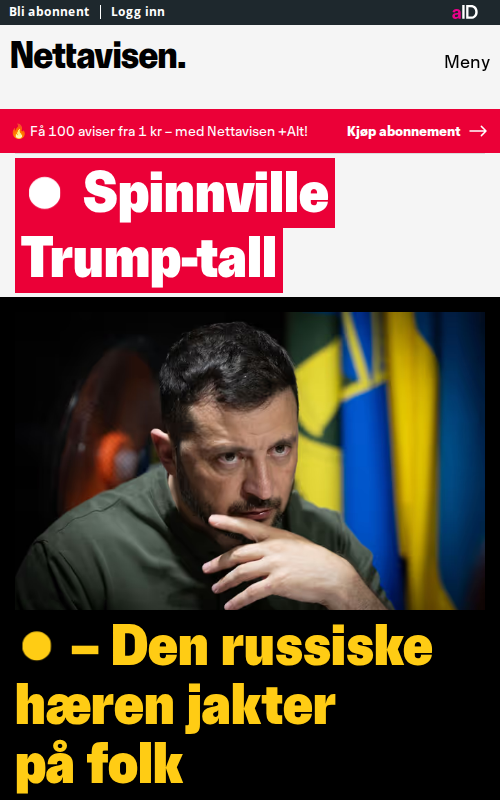 Bli abonnent | Logg inn
aID
Nettavisen.
Meny
🔥 Få 100 aviser fra 1 kr – med Nettavisen +Alt! Kjøp abonnement →
● Spinnville
Trump-tall
● – Den russiske
hæren jakter
på folk